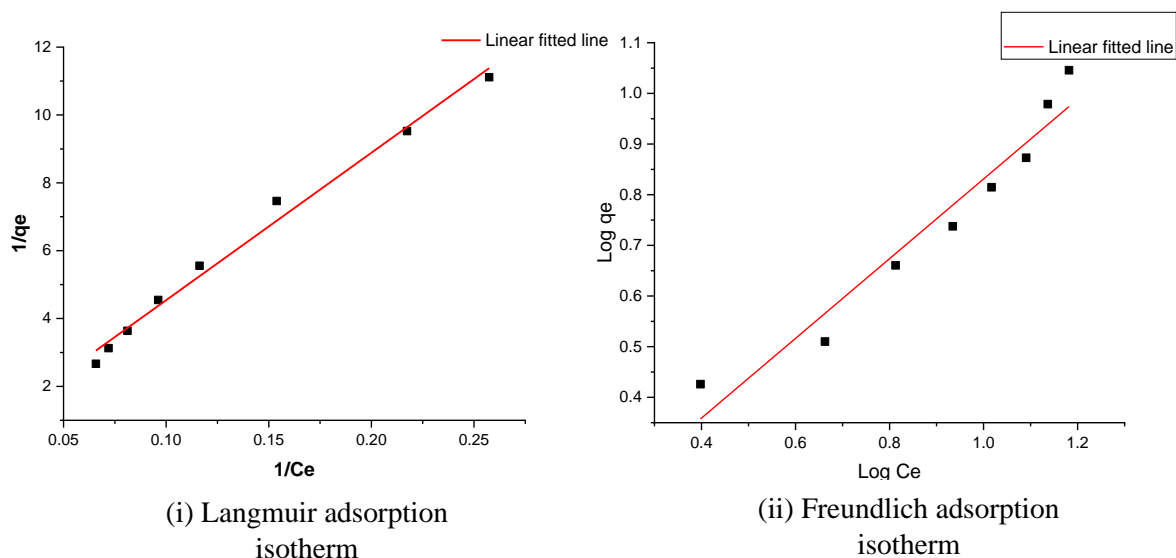 Linear fitted line
12
10
8
6
4
2
1/qe
0.05
0.10
0.15
0.20
0.25
1/Ce
(i) Langmuir adsorption
isotherm
Linear fitted line
1.1
1.0
0.9
0.8
0.7
0.6
0.5
0.4
Log qe
0.4
0.6
0.8
1.0
1.2
Log Ce
(ii) Freundlich adsorption
isotherm